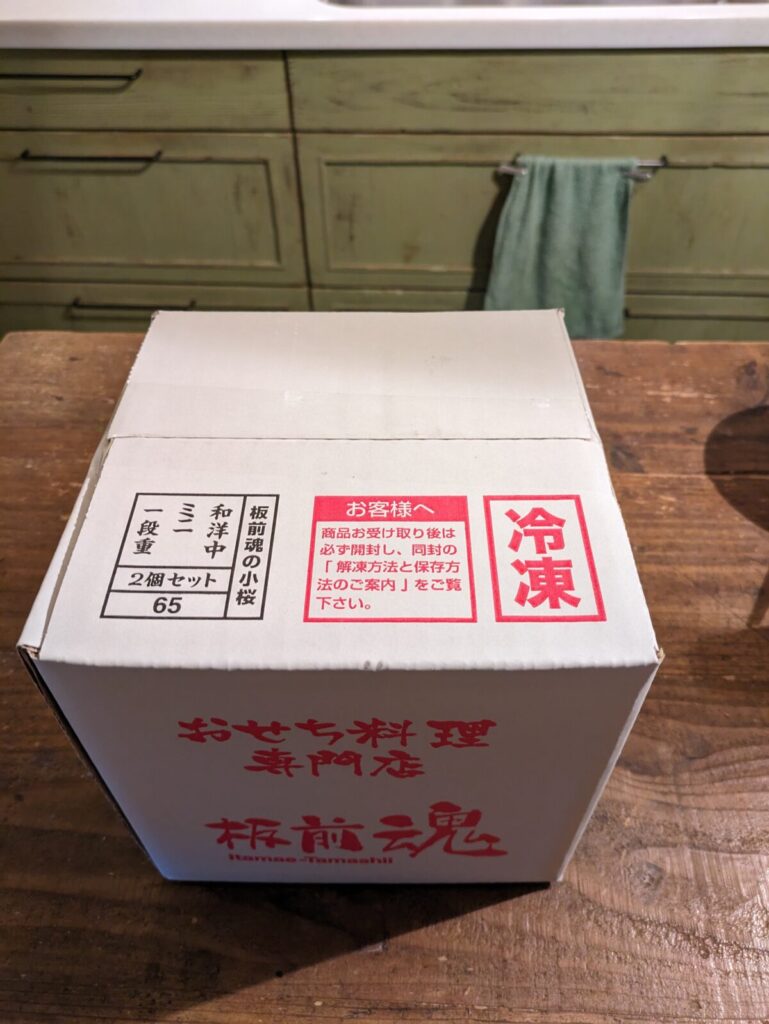 板前魂の小桜
和洋中
ミニ
一段重
2個セット
65
お客様へ
商品お受け取り後は
必ず開封し、同封の
「解凍方法と保存方
法のご案内」をご覧
下さい。
冷凍
おせち料理
専門店
板前魂
Itamae-Tamashii